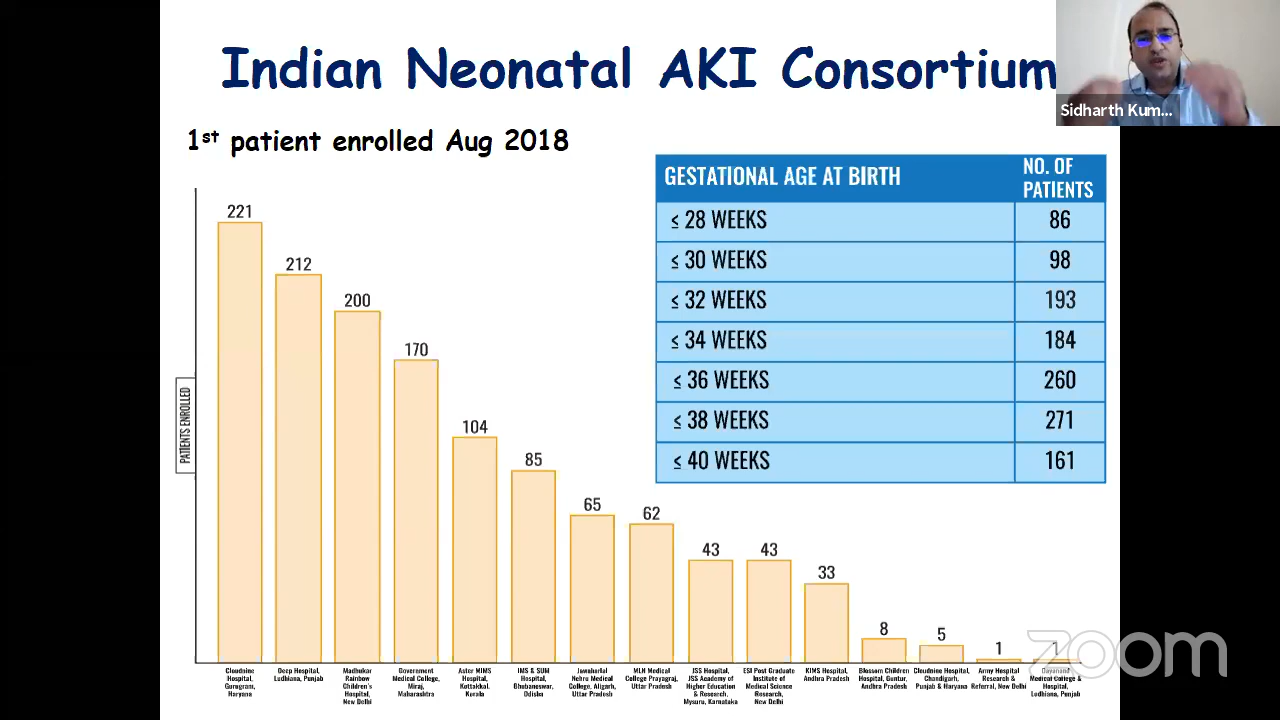 Indian Neonatal AKI Consortium
Sidharth Kum...
1st patient enrolled Aug 2018
GESTATIONAL AGE AT BIRTH
NO. OF
PATIENTS
≤ 28 WEEKS 86
≤ 30 WEEKS 98
≤ 32 WEEKS 193
≤ 34 WEEKS 184
≤ 36 WEEKS 260
≤ 38 WEEKS 271
≤ 40 WEEKS 161
PATIENTS ENROLLED
221
212
200
170
104
85
65
62
43
43
33
8
5
1
1
Cloudnine
Hospital,
Gurugram,
Haryana
Deep Hospital,
Ludhiana, Punjab
Madhukar
Rainbow
Children's
Hospital,
New Delhi
Government
Medical College,
Miraj,
Maharashtra
Aster MIMS
Hospital,
Kottakkal,
Kerala
IMS & SUM
Hospital,
Bhubaneswar,
Odisha
Jawaharlal
Nehru Medical
College, Aligarh,
Uttar Pradesh
MLN Medical
College Prayagraj,
Uttar Pradesh
JSS Hospital,
JSS Academy of
Higher Education
& Research,
Mysuru, Karnataka
ESI Post Graduate
Institute of
Medical Science
Research,
New Delhi
KIMS Hospital,
Andhra Pradesh
Blossom Children
Hospital, Guntur,
Andhra Pradesh
Cloudnine Hospital,
Chandigarh,
Punjab & Haryana
Army Hospital
Research &
Referral, New Delhi
Dayanand
Medical College &
Hospital,
Ludhiana, Punjab
zoom